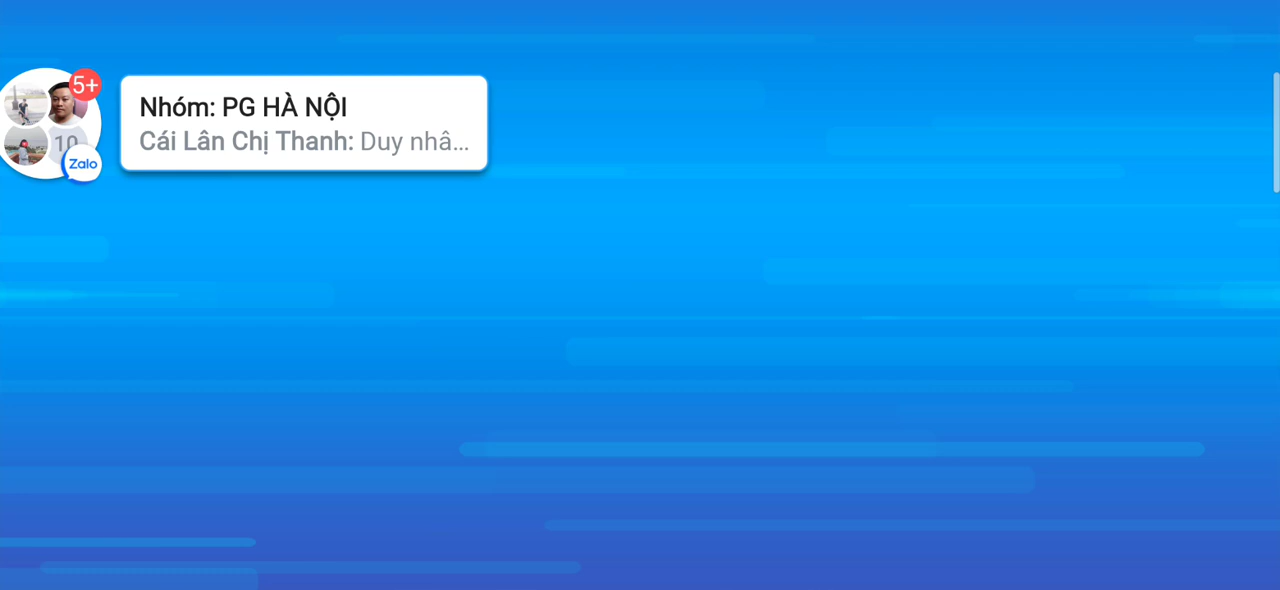 5+
Nhóm: PG HÀ NỘI
Cái Lân Chị Thanh: Duy nhâ...
10
Zalo